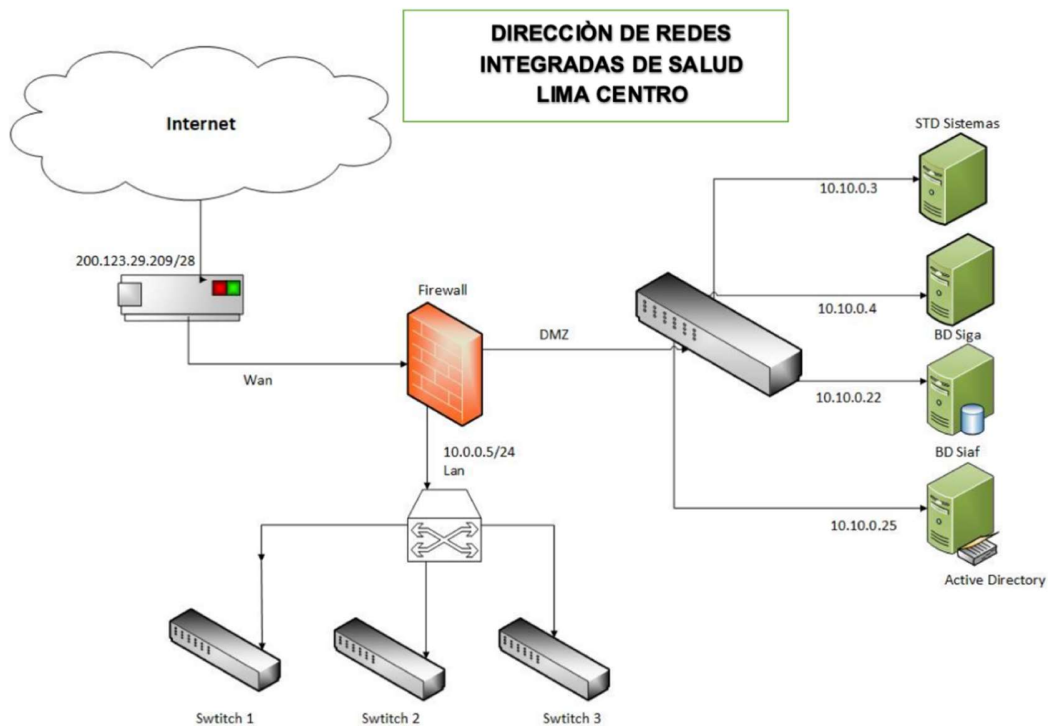 DIRECCIÒN DE REDES
INTEGRADAS DE SALUD
LIMA CENTRO
Internet
STD Sistemas
10.10.0.3
200.123.29.209/28
Firewall
DMZ
10.10.0.4
BD Siga
Wan
10.10.0.22
10.0.0.5/24
Lan
BD Siaf
10.10.0.25
Active Directory
Swtitch 1
Swtitch 2
Swtitch 3